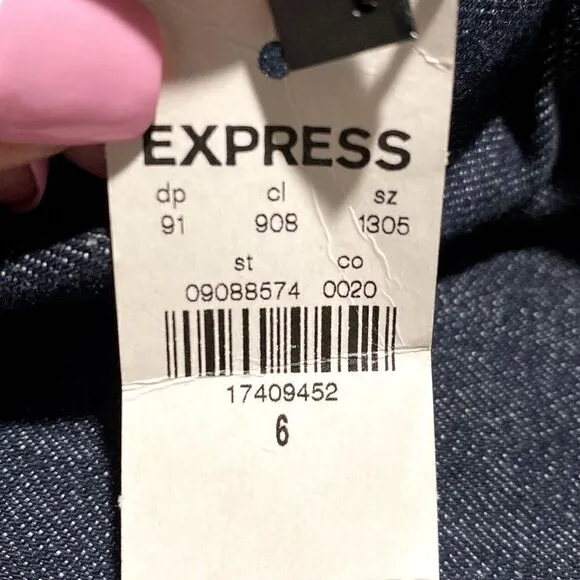 EXPRESS
dp cl sz
91 908 1305
st co
09088574 0020
17409452
6